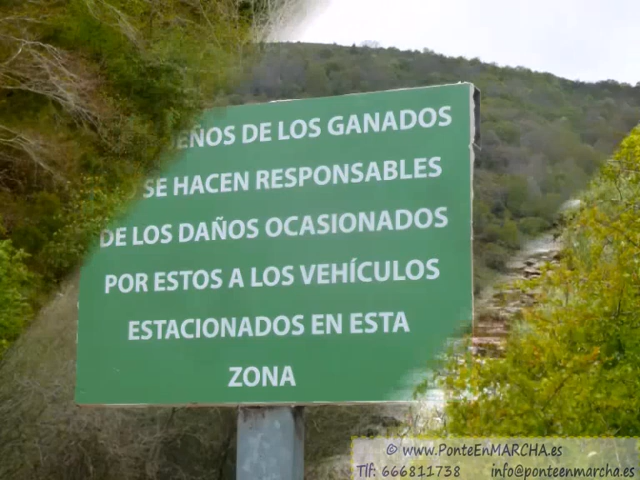 EÑOS DE LOS GANADOS
SE HACEN RESPONSABLES
DE LOS DAÑOS OCASIONADOS
POR ESTOS A LOS VEHÍCULOS
ESTACIONADOS EN ESTA
ZONA
© www.PonteEnMARCHA.es
Tlf: 666811738 info@ponteenmarcha.es